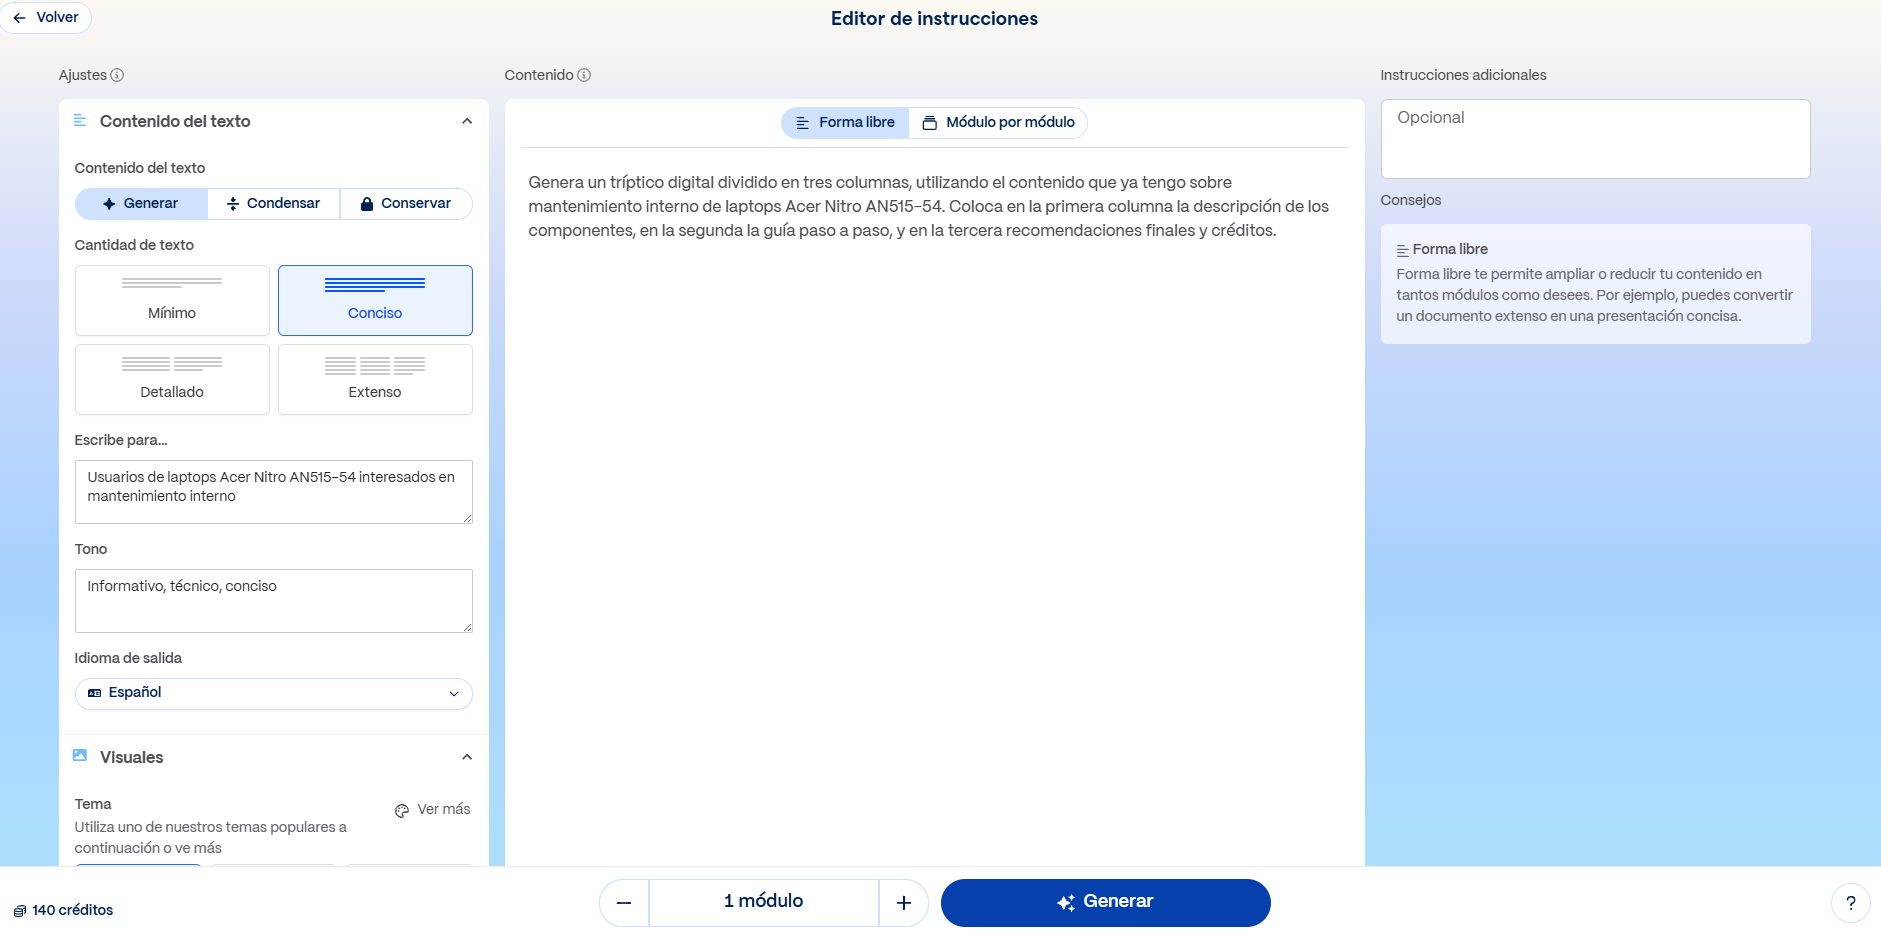 Volver
Editor de instrucciones
Ajustes
Contenido del texto
Contenido del texto
Generar
Condensar
Conservar
Cantidad de texto
Mínimo
Conciso
Detallado
Extenso
Escribe para...
Usuarios de laptops Acer Nitro AN515-54 interesados en
mantenimiento interno
Tono
Informativo, técnico, conciso
Idioma de salida
Español
Visuales
Tema
Ver más
Utiliza uno de nuestros temas populares a
continuación o ve más
Contenido
Forma libre
Módulo por módulo
Genera un tríptico digital dividido en tres columnas, utilizando el contenido que ya tengo sobre
mantenimiento interno de laptops Acer Nitro AN515-54. Coloca en la primera columna la descripción de los
componentes, en la segunda la guía paso a paso, y en la tercera recomendaciones finales y créditos.
Instrucciones adicionales
Opcional
Consejos
Forma libre
Forma libre te permite ampliar o reducir tu contenido en
tantos módulos como desees. Por ejemplo, puedes convertir
un documento extenso en una presentación concisa.
140 créditos
1 módulo
Generar
?